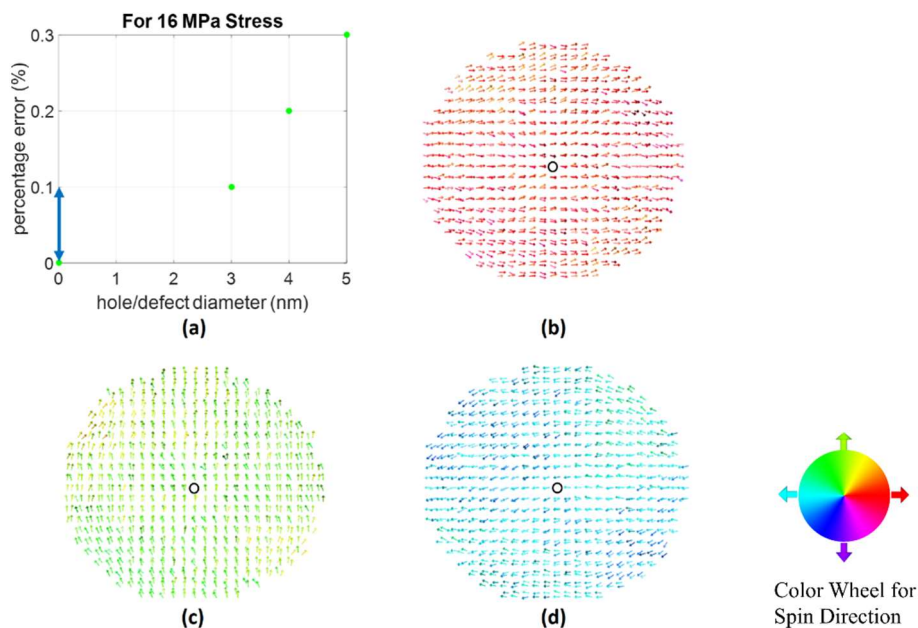 For 16 MPa Stress
percentage error (%)
0.3
0.2
0.1
0
0 1 2 3 4 5
hole/defect diameter (nm)
(a)
(b)
(c)
(d)
Color Wheel for
Spin Direction